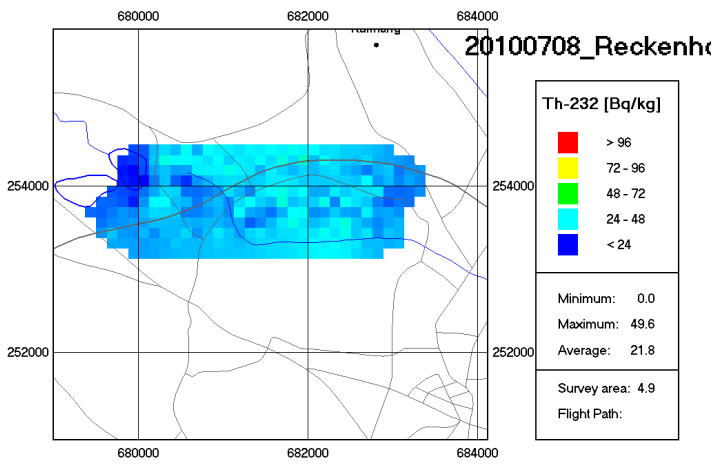 680000 682000 684000
20100708_Reckenho
Th-232 [Bq/kg]
> 96
72 - 96
48 - 72
24 - 48
< 24
254000 254000
Minimum: 0.0
Maximum: 49.6
Average: 21.8
252000 252000
Survey area: 4.9
Flight Path:
680000 682000 684000